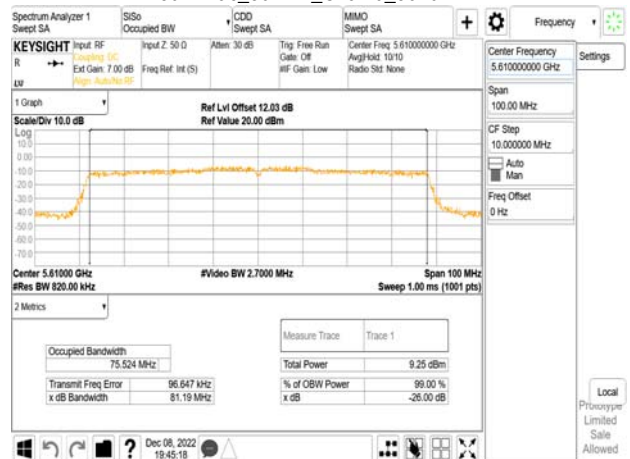 Spectrum Analyzer 1
Swept SA
SISo
Occupied BW
CDD
Swept SA
MIMO
Swept SA
+
Frequency
KEYSIGHT
R
LVI
Input: RF
Coupling: DC
Ext Gain: 7.00 dB
Align: Auto/No RF
Input Z: 50 Ω
Freq Ref: Int (S)
Atten: 30 dB
Trig: Free Run
Gate: Off
#IF Gain: Low
Center Freq: 5.610000000 GHz
Avg|Hold: 10/10
Radio Std: None
Center Frequency
5.610000000 GHz
Settings
Span
100.00 MHz
CF Step
10.000000 MHz
Auto
Man
Freq Offset
0 Hz
1 Graph
Scale/Div 10.0 dB
Ref Lvl Offset 12.03 dB
Ref Value 20.00 dBm
Log
10.0
0.00
-10.0
-20.0
-30.0
-40.0
-50.0
-60.0
-70.0
Center 5.61000 GHz
#Res BW 820.00 kHz
#Video BW 2.7000 MHz
Span 100 MHz
Sweep 1.00 ms (1001 pts)
2 Metrics
Measure Trace
Trace 1
Occupied Bandwidth
75.524 MHz
Total Power
9.25 dBm
Transmit Freq Error
96.647 kHz
% of OBW Power
99.00 %
x dB Bandwidth
81.19 MHz
x dB
-26.00 dB
Local
Prototype
Limited
Sale
Allowed
?
Dec 08, 2022
19:45:18